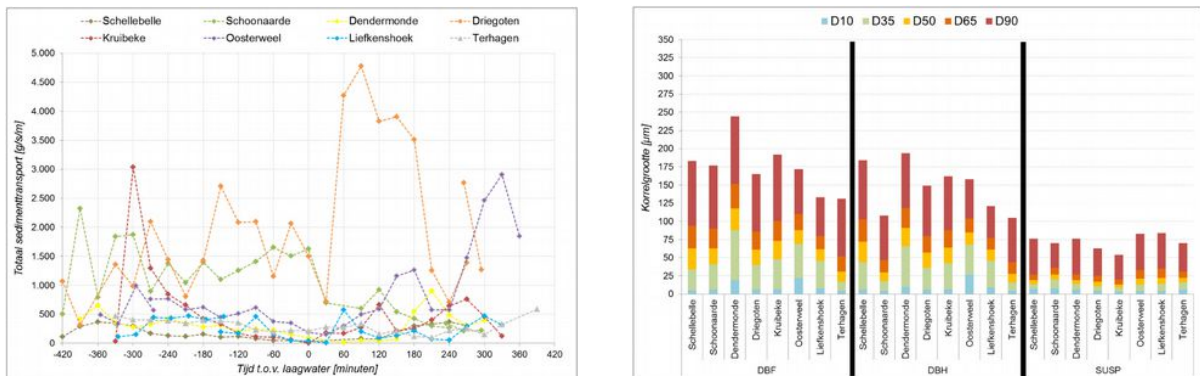 Schellebelle Schoonaarde Dendermonde Driegoten
Kruibeke Oosterweel Liefkenshoek Terhagen
Totaal sedimenttransport [g/s/m]
5.000
4.500
4.000
3.500
3.000
2.500
2.000
1.500
1.000
500
0
-420 -360 -300 -240 -180 -120 -60 0 60 120 180 240 300 360 420
Tijd t.o.v. laagwater [minuten]
D10 D35 D50 D65 D90
Korrelgrootte [µm]
350
325
300
275
250
225
200
175
150
125
100
75
50
25
0
Schellebelle
Schoonaarde
Dendermonde
Driegoten
Kruibeke
Oosterweel
Liefkenshoek
Terhagen
Schellebelle
Schoonaarde
Dendermonde
Driegoten
Kruibeke
Oosterweel
Liefkenshoek
Terhagen
Schellebelle
Schoonaarde
Dendermonde
Driegoten
Kruibeke
Oosterweel
Liefkenshoek
Terhagen
DBF DBH SUSP